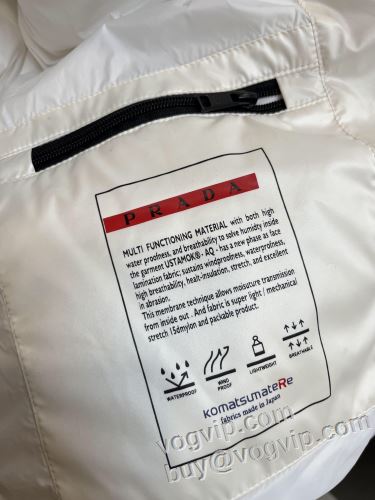 PRADA
MULTI FUNCTIONING MATERIAL with both high
water proolness, and breathability to solve humidity inside
the garment USTAMOK®. AQ - has a new phase as face
lamination fabric; sustains windproofness, waterproofness,
high breathability, heat-insulation, stretch, and excellent
in abrasion.
This membrane technique allows moisuture transmission
from inside out . And fabric is super light / mechanical
stretch 15dmylon and packable product.
WATERPROOF
WIND PROOF
LIGHTWEIGHT
BREATHABLE
KomatsumateRe
fabrics made in Japan
vogvip.com
buy@vogvip.com